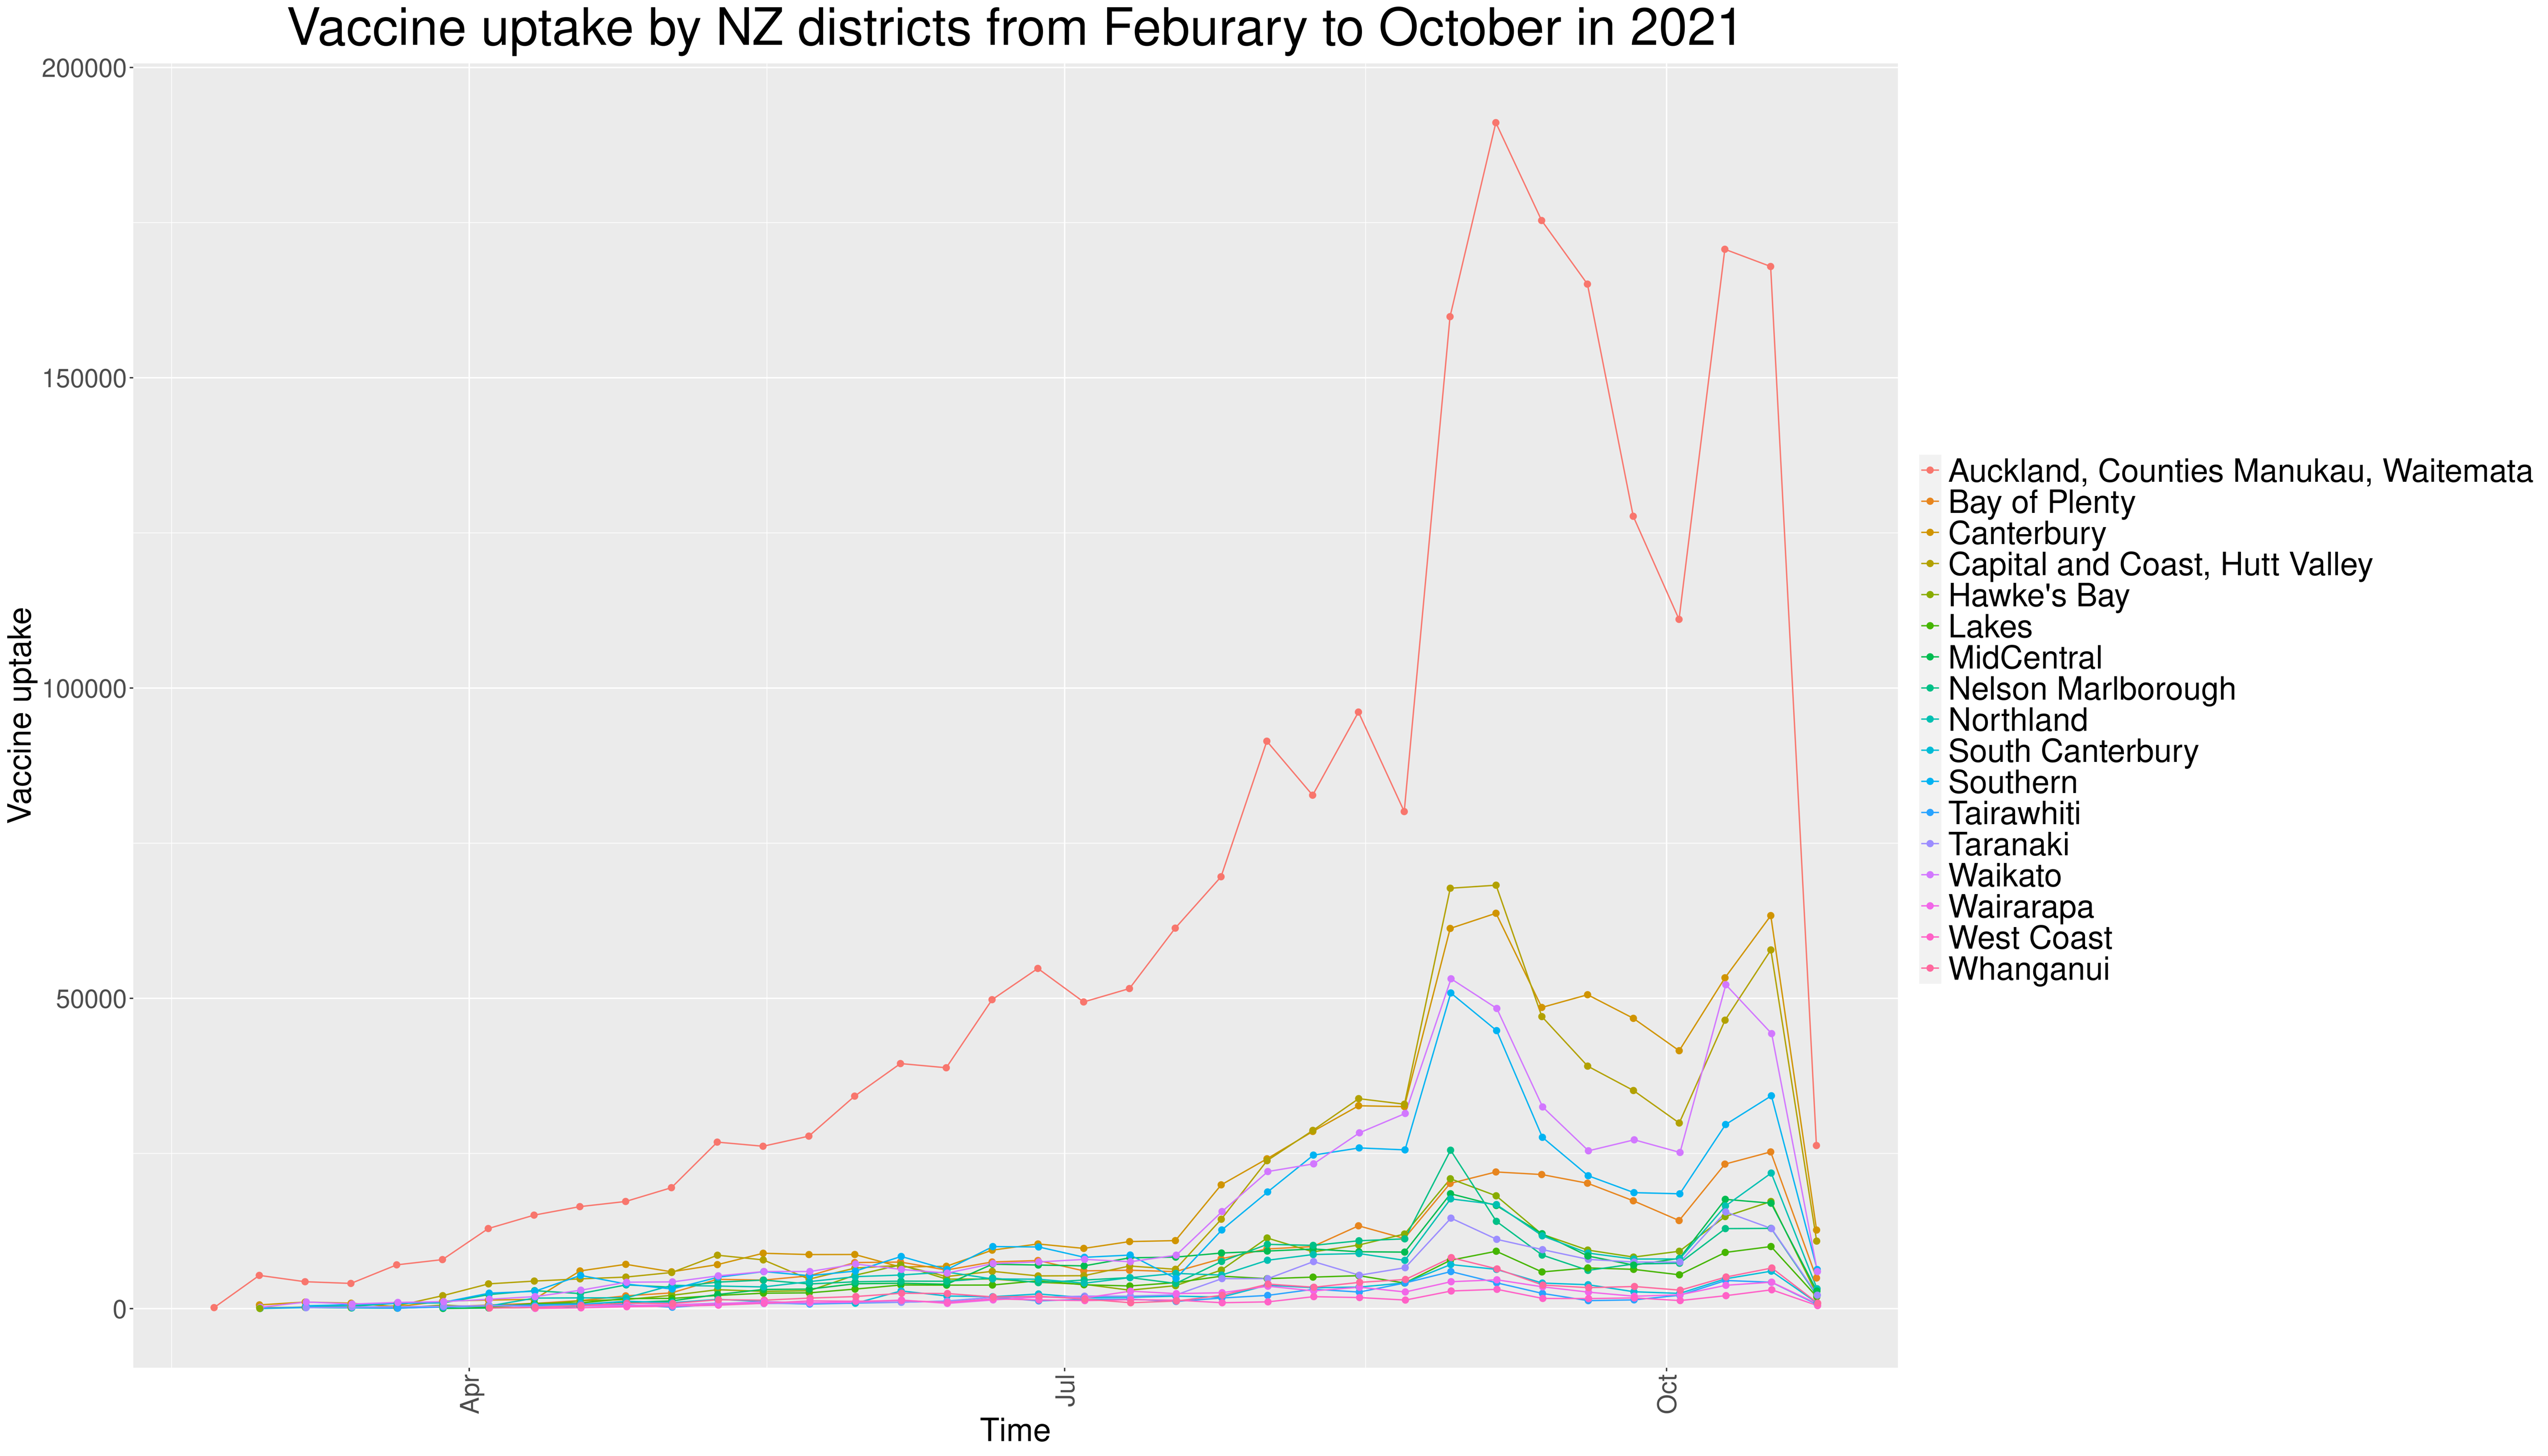 Vaccine uptake by NZ districts from Feburary to October in 2021
200000
150000
100000
50000
0
Vaccine uptake
Apr
Jul
Oct
Time
Auckland, Counties Manukau, Waitemata
Bay of Plenty
Canterbury
Capital and Coast, Hutt Valley
Hawke's Bay
Lakes
MidCentral
Nelson Marlborough
Northland
South Canterbury
Southern
Tairawhiti
Taranaki
Waikato
Wairarapa
West Coast
Whanganui